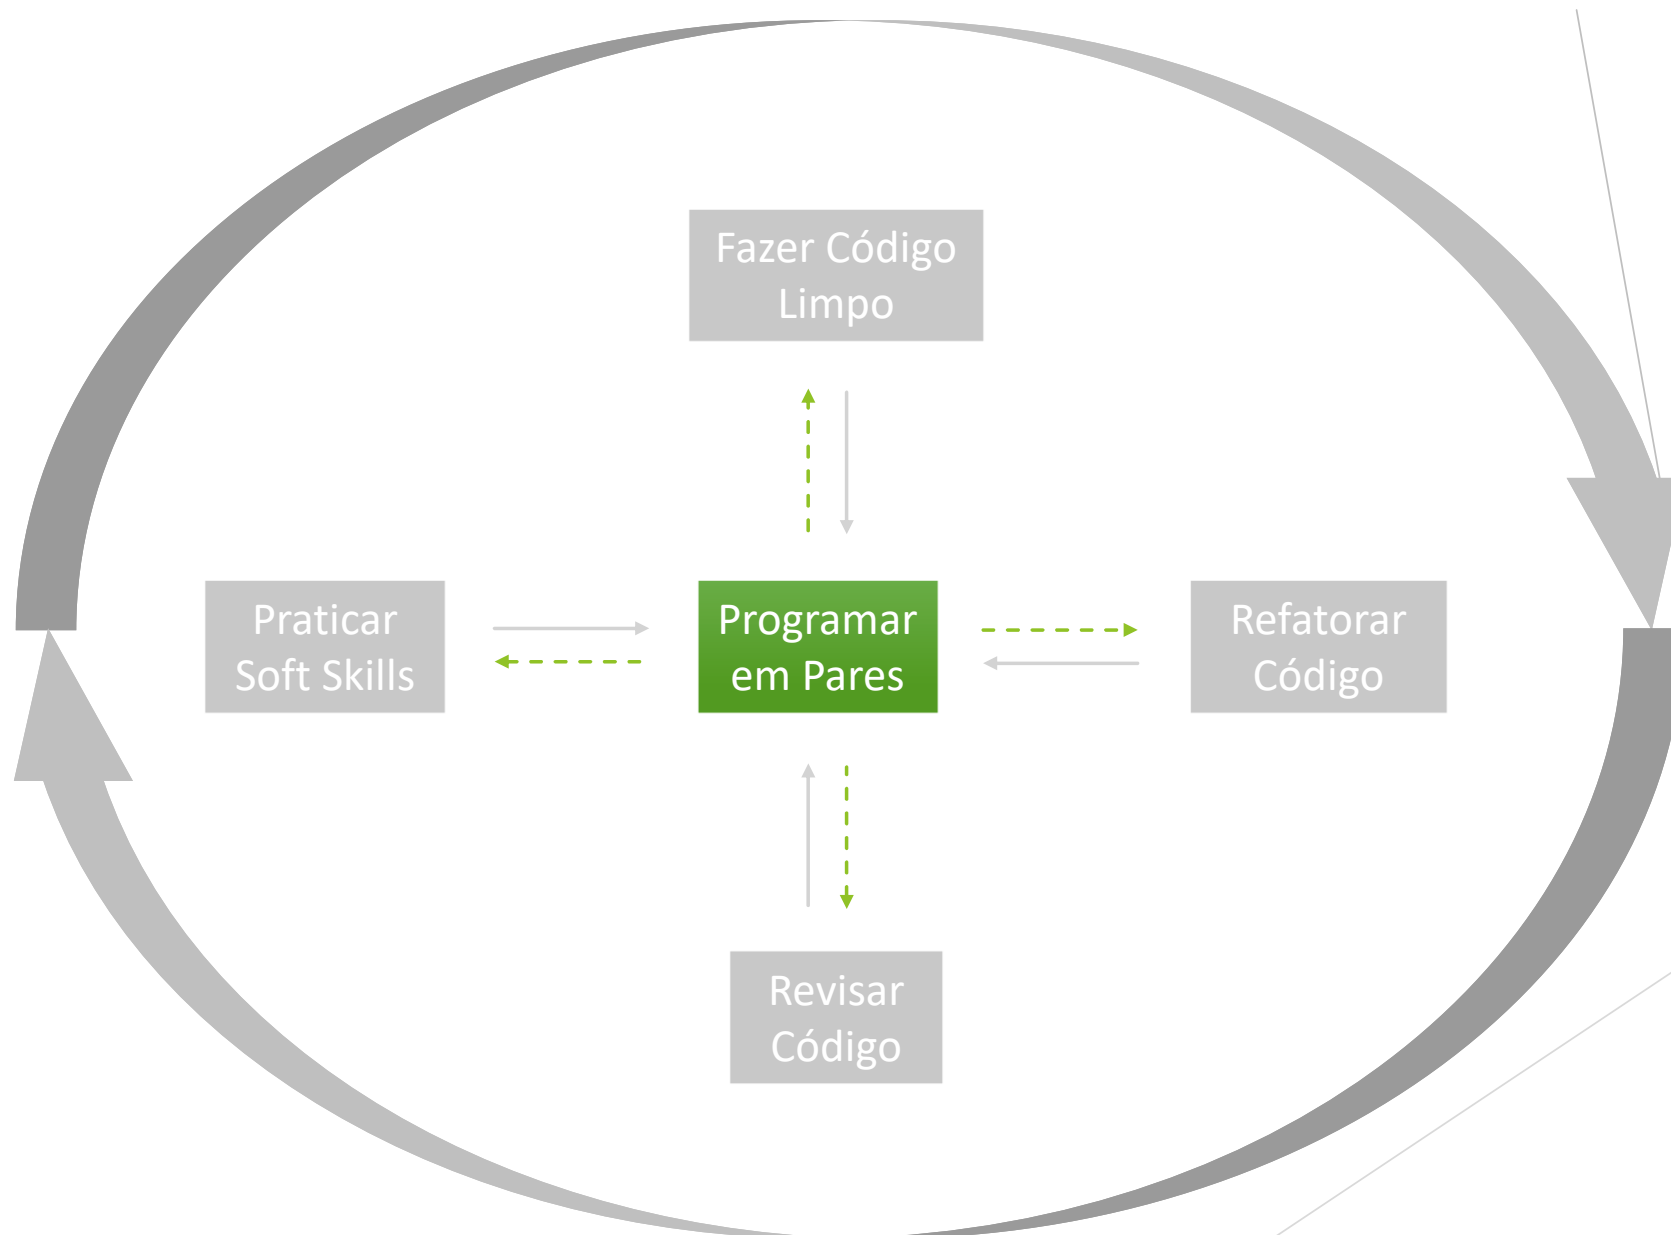 Fazer Código
Limpo
Praticar
Soft Skills
Programar
em Pares
Refatorar
Código
Revisar
Código